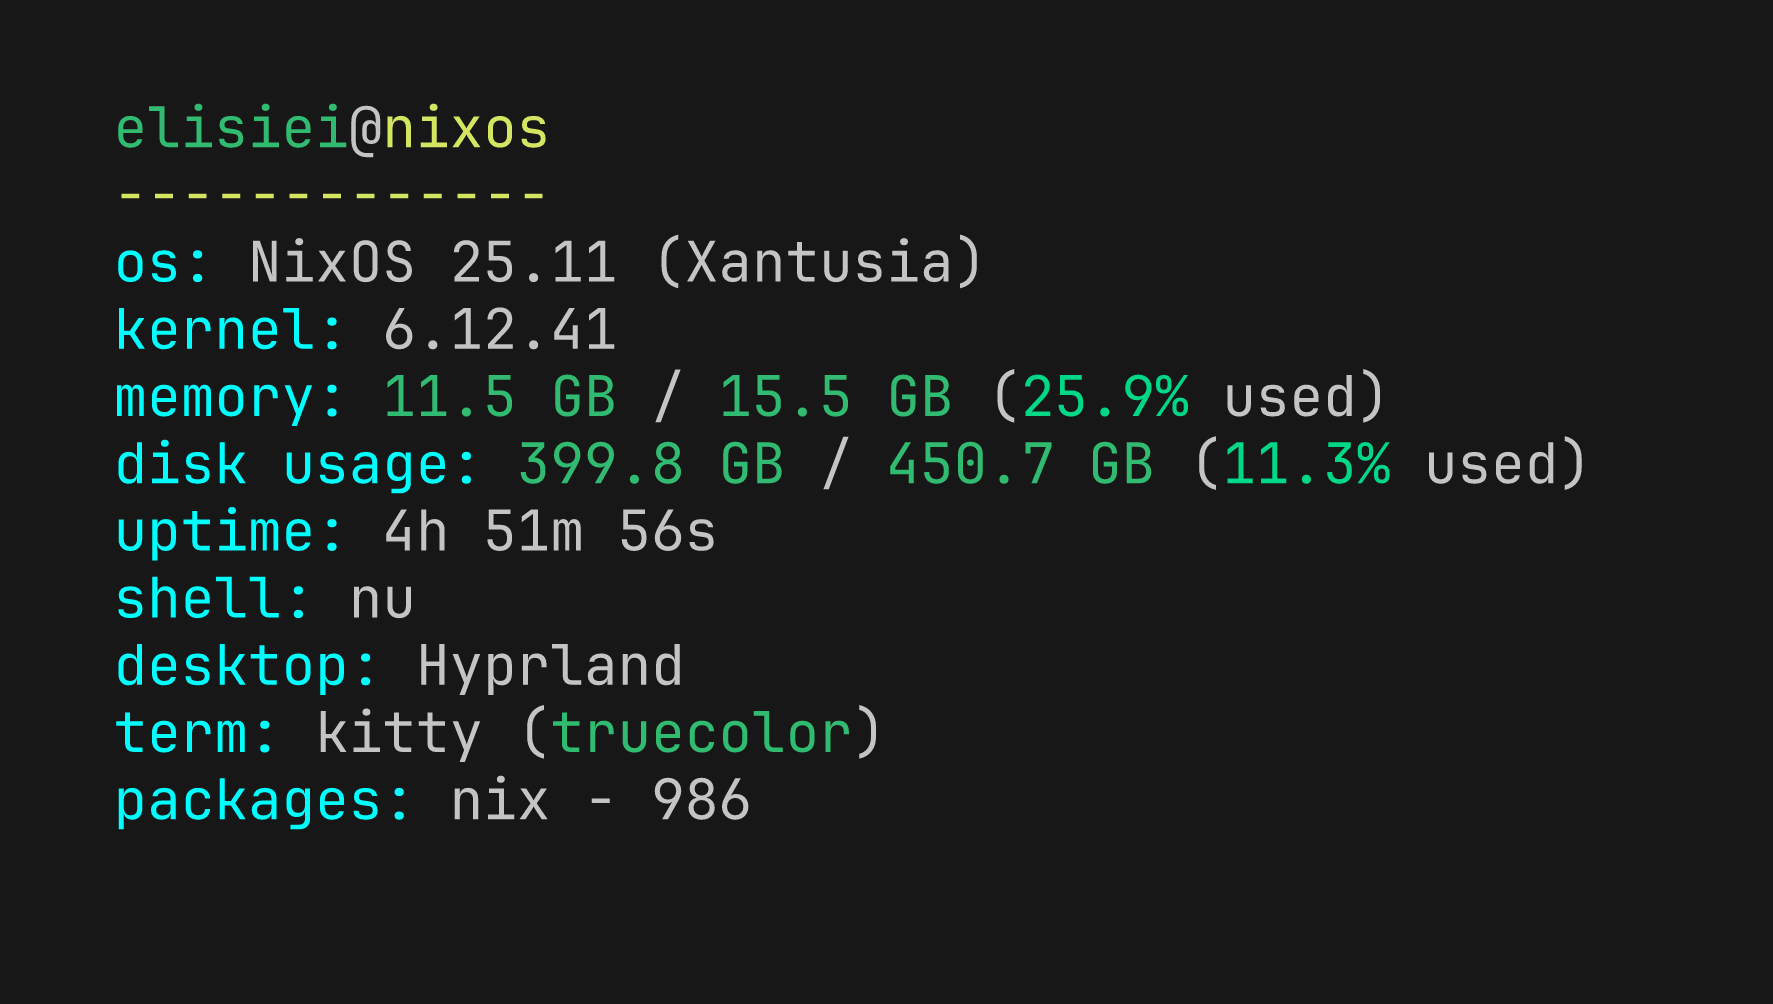 elisiei@nixos
-------------
os: NixOS 25.11 (Xantusia)
kernel: 6.12.41
memory: 11.5 GB / 15.5 GB (25.9% used)
disk usage: 399.8 GB / 450.7 GB (11.3% used)
uptime: 4h 51m 56s
shell: nu
desktop: Hyprland
term: kitty (truecolor)
packages: nix - 986